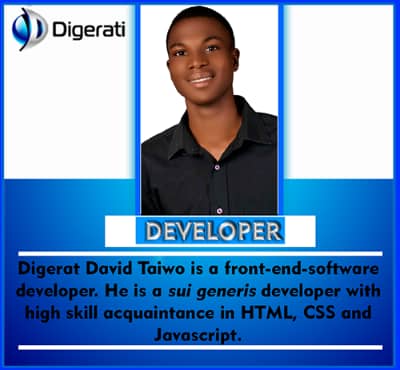 Digerati
DEVELOPER
Digerat David Taiwo is a front-end-software
developer. He is a sui generis developer with
high skill acquaintance in HTML, CSS and
Javascript.